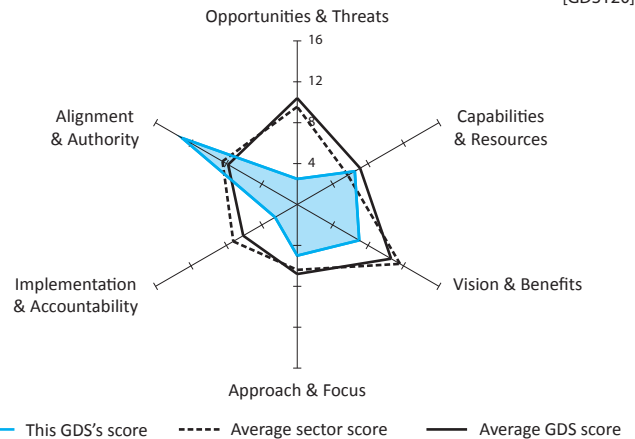 Opportunities & Threats
16
12
8
4
Alignment
& Authority
Capabilities
& Resources
Implementation
& Accountability
Vision & Benefits
Approach & Focus
This GDS's score
Average sector score
Average GDS score